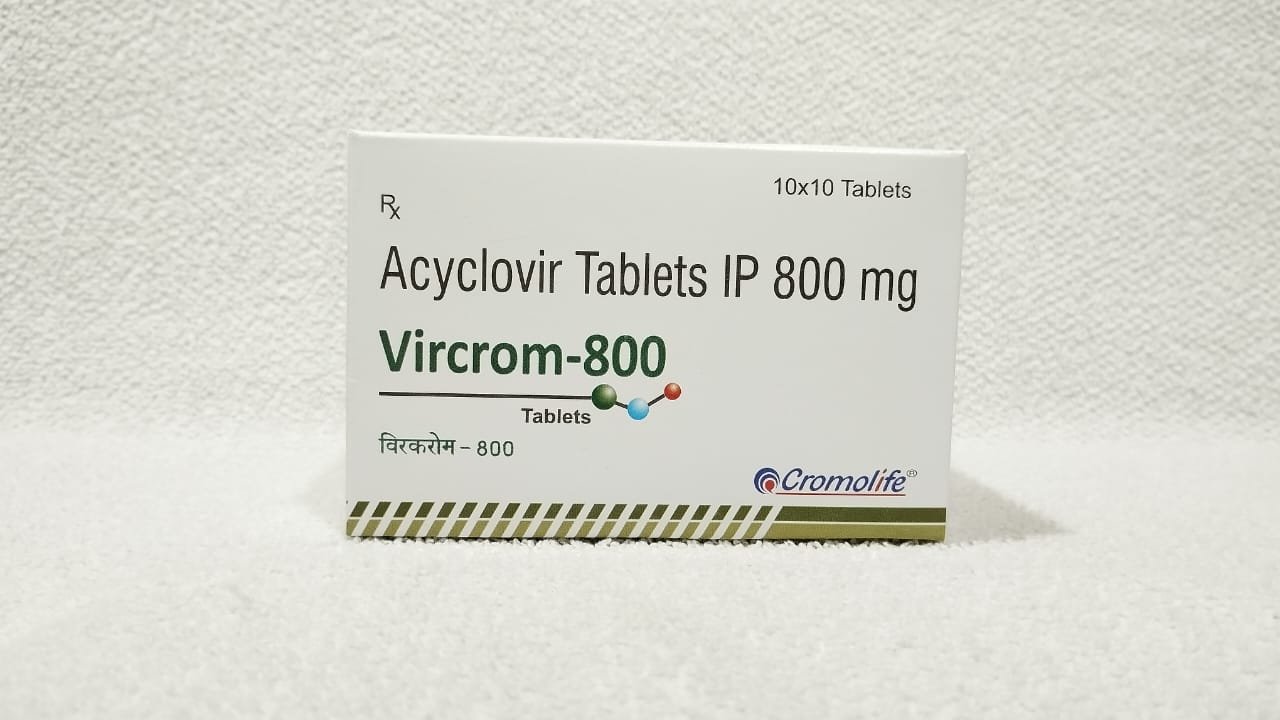 10x10 Tablets
Rx
Acyclovir Tablets IP 800 mg
Vircrom-800
Tablets
विरकरोम - 800
Cromolife®